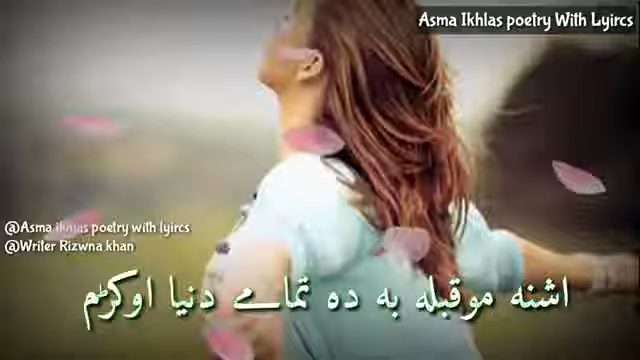 Asma Ikhlas poetry With Lyircs
@Asma Ikhlas poetry with lyircs
@Writer Rizwna khan
اشنه موقبله به ده تمامے دنیا اوکړم